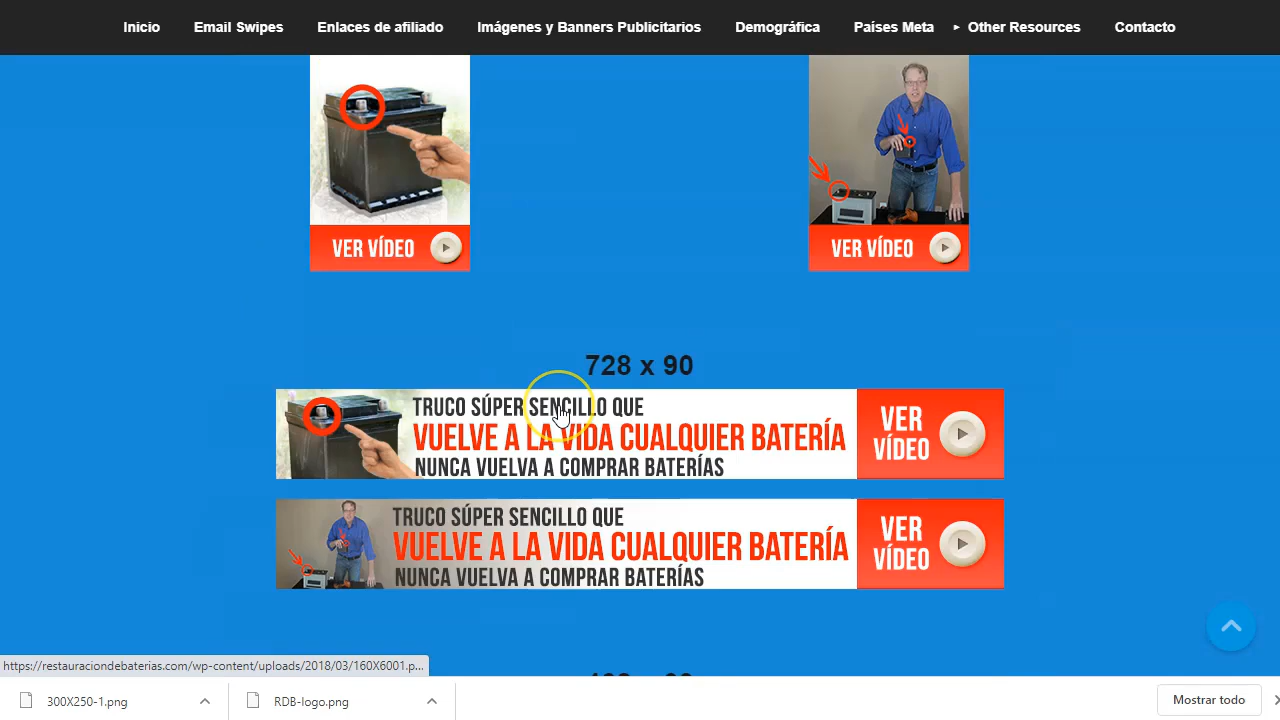 Inicio
Email Swipes
Enlaces de afiliado
Imágenes y Banners Publicitarios
Demográfica
Países Meta
Other Resources
Contacto
VER VÍDEO
VER VÍDEO
728 x 90
TRUCO SÚPER SENCILLO QUE
VUELVE A LA VIDA CUALQUIER BATERÍA
NUNCA VUELVA A COMPRAR BATERÍAS
VER
VÍDEO
TRUCO SÚPER SENCILLO QUE
VUELVE A LA VIDA CUALQUIER BATERÍA
NUNCA VUELVA A COMPRAR BATERÍAS
VER
VÍDEO
https://restauraciondebaterias.com/wp-content/uploads/2018/03/160X6001.p...
300X250-1.png
RDB-logo.png
Mostrar todo